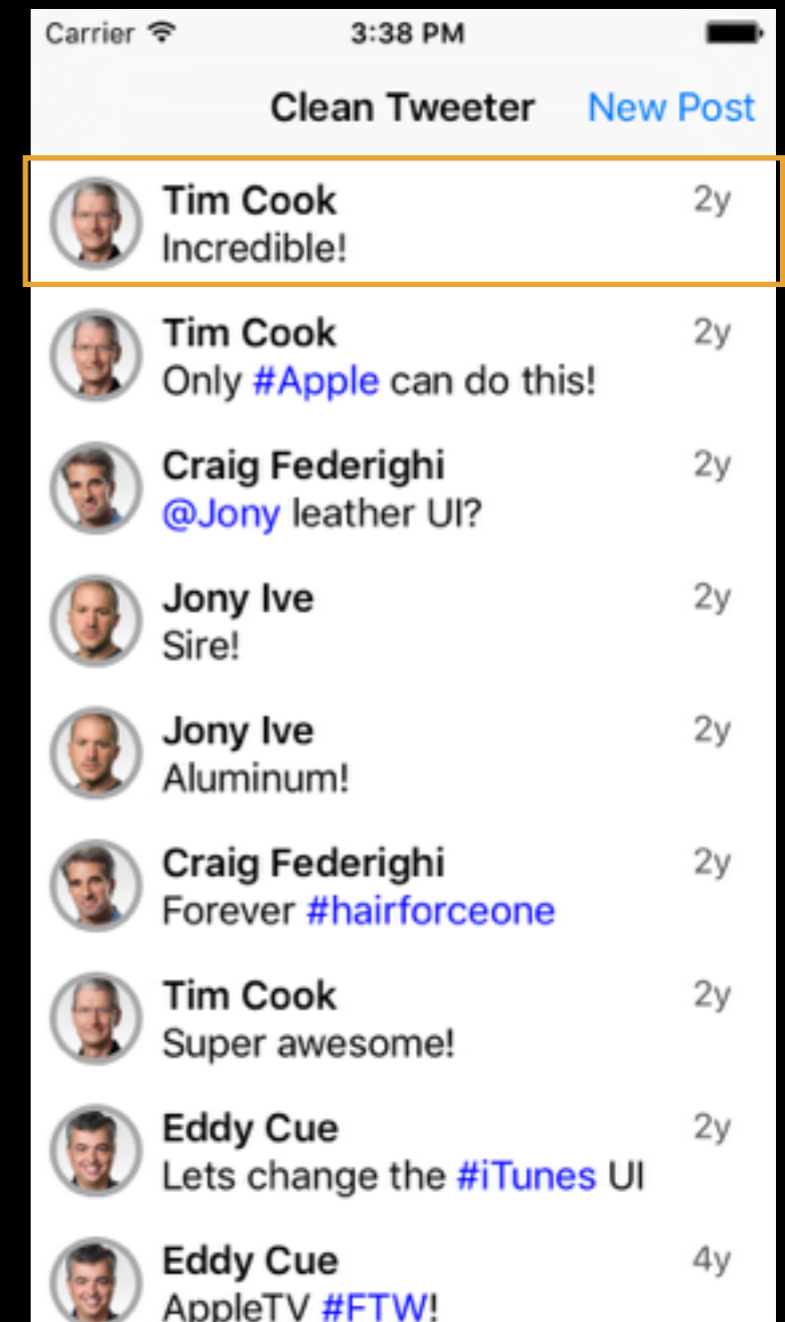 Carrier 3:38 PM
Clean Tweeter New Post
Tim Cook 2y
Incredible!
Tim Cook 2y
Only #Apple can do this!
Craig Federighi 2y
@Jony leather UI?
Jony Ive 2y
Sire!
Jony Ive 2y
Aluminum!
Craig Federighi 2y
Forever #hairforceone
Tim Cook 2y
Super awesome!
Eddy Cue 2y
Lets change the #iTunes UI
Eddy Cue 4y
AppleTV #FTW!